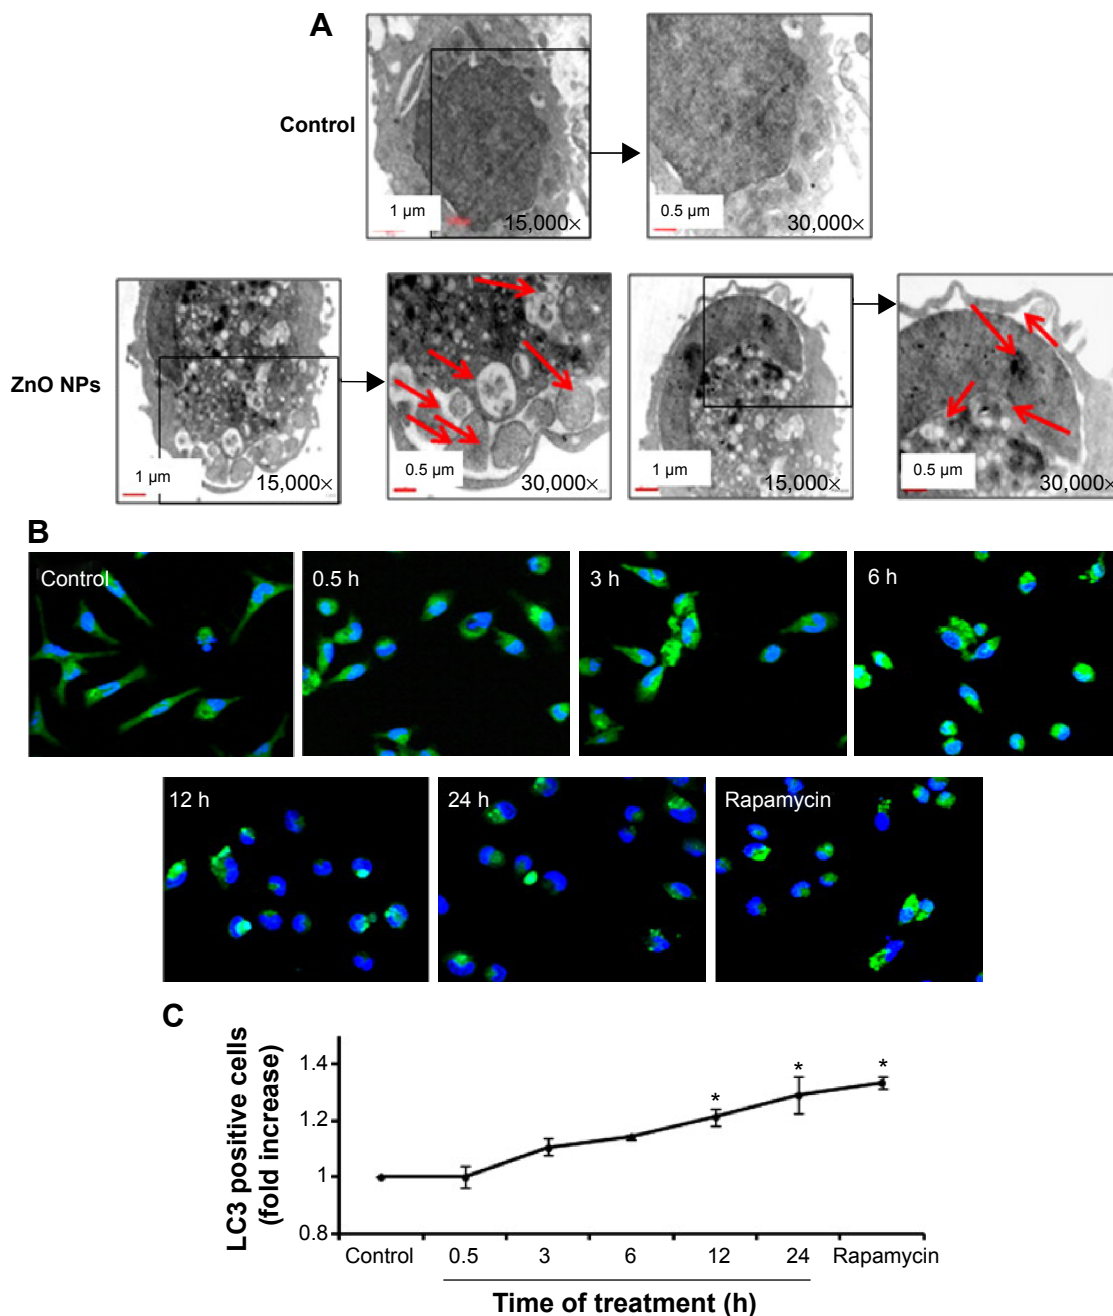 A
Control
1 µm
15,000×
0.5 µm
30,000×
ZnO NPs
1 µm
15,000×
0.5 µm
30,000×
1 µm
15,000×
0.5 µm
30,000×
B
Control
0.5 h
3 h
6 h
12 h
24 h
Rapamycin
C
LC3 positive cells
(fold increase)
1.4
1.2
1
0.8
*
*
*
Control
0.5
3
6
12
24
Rapamycin
Time of treatment (h)